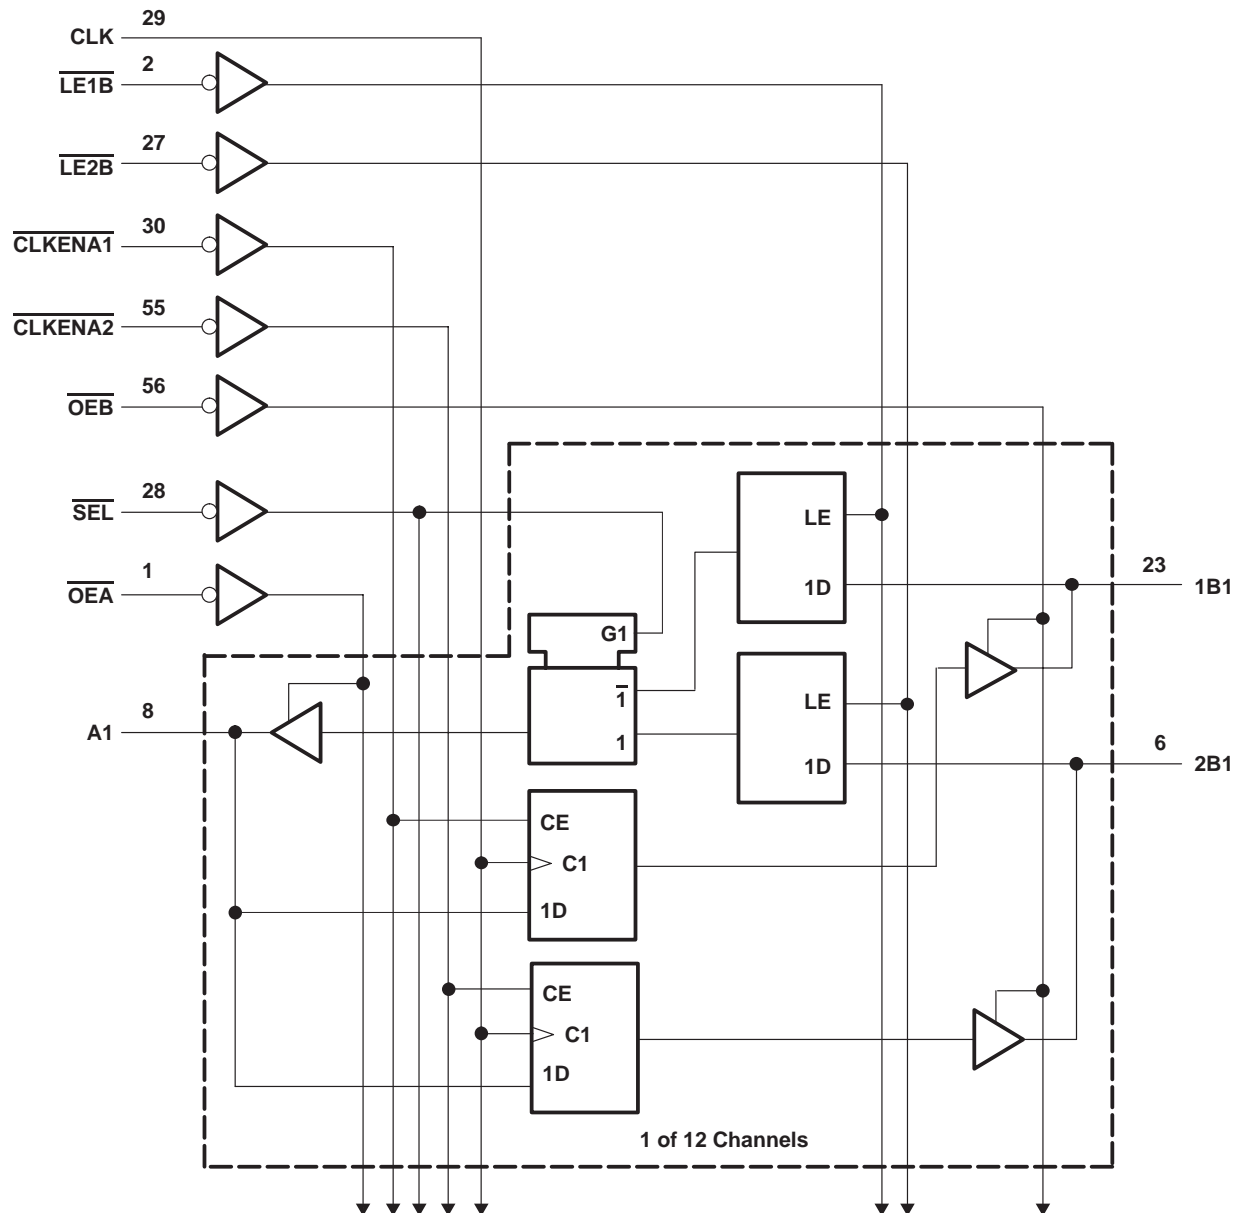 29
CLK
2
LE1B
27
LE2B
30
CLKENA1
55
CLKENA2
56
OEB
28
SEL
1
OEA
LE
1D
23
1B1
G1
1
1
LE
1D
8
A1
6
2B1
CE
C1
1D
CE
C1
1D
1 of 12 Channels